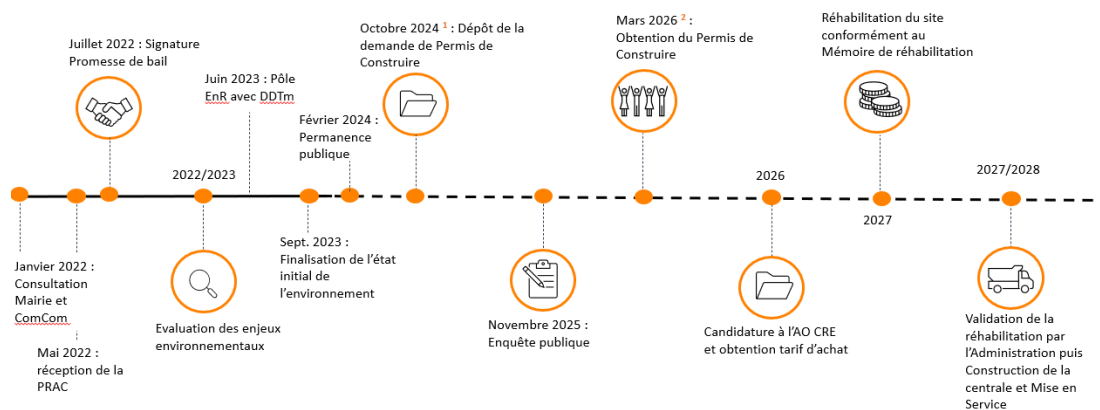 Juillet 2022 : Signature
Promesse de bail
Juin 2023 : Pôle
EnR avec DDTm
Février 2024 :
Permanence
publique
Octobre 2024 ¹ : Dépôt de la
demande de Permis de
Construire
Mars 2026 ² :
Obtention du Permis de
Construire
Réhabilitation du site
conformément au
Mémoire de réhabilitation
2022/2023
2026
2027
2027/2028
Janvier 2022 :
Consultation
Mairie et
ComCom
Mai 2022 :
réception de la
PRAC
Evaluation des enjeux
environnementaux
Sept. 2023 :
Finalisation de l’état
initial de
l’environnement
Novembre 2025 :
Enquête publique
Candidature à l’AO CRE
et obtention tarif d’achat
Validation de la
réhabilitation par
l’Administration puis
Construction de la
centrale et Mise en
Service